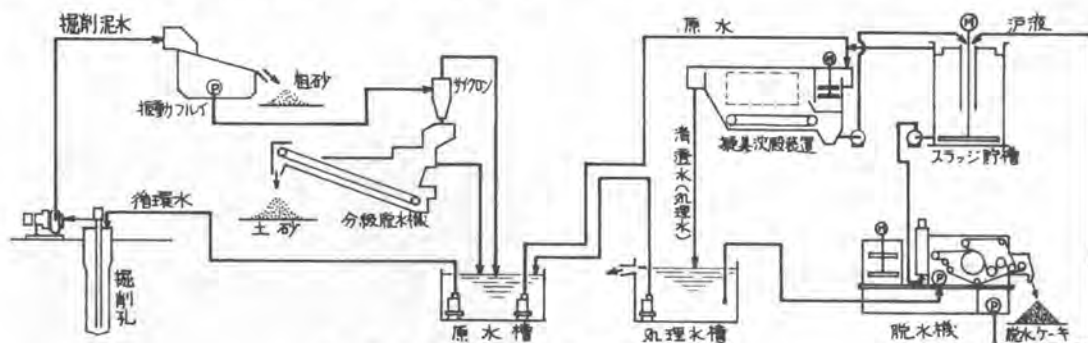 掘削泥水
粗砂
振動フルイ
P
サイクロン
循環水
土砂
分級脱水機
掘削孔
原水槽
原水
M
凝集沈殿装置
清澄水(処理水)
処理水槽
M
沪液
スラッジ貯槽
M
P
P
脱水機
脱水ケーキ